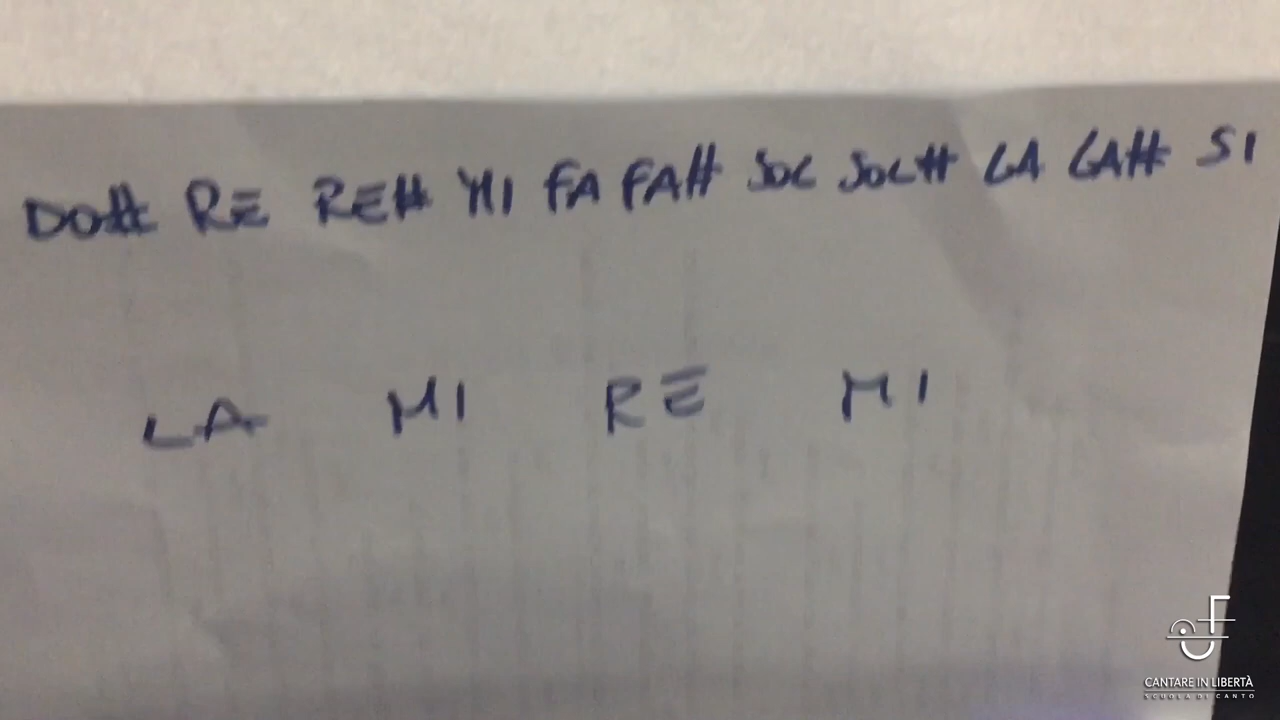 DO# RE RE# MI FA FA# SOL SOL# LA LA# SI
LA MI RE MI
CANTARE IN LIBERTÀ
SCUOLA DI CANTO